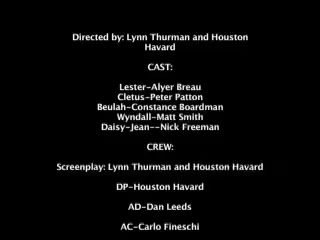 Directed by: Lynn Thurman and Houston
Havard
CAST:
Lester-Alyer Breau
Cletus-Peter Patton
Beulah-Constance Boardman
Wyndall-Matt Smith
Daisy-Jean--Nick Freeman
CREW:
Screenplay: Lynn Thurman and Houston Havard
DP-Houston Havard
AD-Dan Leeds
AC-Carlo Fineschi